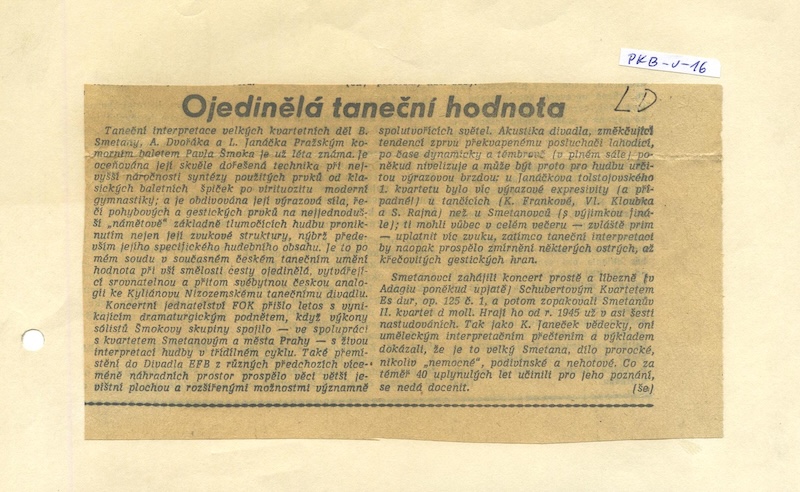 PKB-V-16
LD
Ojedinělá taneční hodnota
Taneční interpretace velkých kvartetních děl B.
Smetany, A. Dvořáka a L. Janáčka Pražským ko-
morním baletem Pavla Šmoka je už léta známa. Je
oceňována její skvěle dořešená technika při nej-
vyšší náročnosti syntézy použitých prvků od kla-
sických baletních špiček po virtuozitu moderní
gymnastiky; a je obdivována její výrazová síla, ře-
čí pohybových a gestických prvků na nejjednoduš-
ší „námětové" základně tlumočících hudbu pronik-
nutím nejen její zvukové struktury, nýbrž přede-
vším jejího specifického hudebního obsahu. Je to po
mém soudu v současném českém tanečním umění
hodnota při vší smělosti cesty ojedinělá, vytvářejí-
cí srovnatelnou a přitom svébytnou českou analo-
gii ke Kyliánovu Nizozemskému tanečnímu divadlu.
Koncertní jednatelství FOK přišlo letos s vyni-
kajícím dramaturgickým podnětem, když výkony
sólistů Šmokovy skupiny spojilo — ve spolupráci
s kvartetem Smetanovým a města Prahy — s živou
interpretací hudby v třídílném cyklu. Také přemí-
stění do Divadla EFB z různých předchozích více-
méně náhradních prostor prospělo věci větší je-
vištní plochou a rozšířenými možnostmi významně
spolutvořících světel. Akustika divadla, změkčující
tendencí zprvu překvapenému posluchači lahodící,
po čase dynamicky a témbrově (v plném sále) po-
někud nivelizuje a může být proto pro hudbu urči-
tou výrazovou brzdou: u Janáčkova tolstojovského
1. kvartetu bylo víc výrazové expresivity (a pří-
padně!) u tanečních (K. Frankové, Vl. Kloubka
a S. Rajná) než u Smetanovců (s výjimkou finá-
le); ti mohli vůbec v celém večeru — zvláště prim
— uplatnit víc zvuku, zatímco taneční interpretaci
by naopak prospělo zmírnění některých ostrých, až
křečovitých gestických hran.
Smetanovci zahájili koncert prostě a líbezně (v
Adagiu poněkud upjatě) Schubertovým Kvartetem
Es dur, op. 125 č. 1, a potom zopakovali Smetanův
II. kvartet d moll. Hrají ho od r. 1945 už v asi šesti
nastudováních. Tak jako K. Janeček vědecky, oni
uměleckým interpretačním přečtením a výkladem
dokázali, že je to velký Smetana, dílo prorocké,
nikoliv „nemocné", podivínské a nehotové. Co za
téměř 40 uplynulých let učinili pro jeho poznání,
se nedá docenit.
(še)